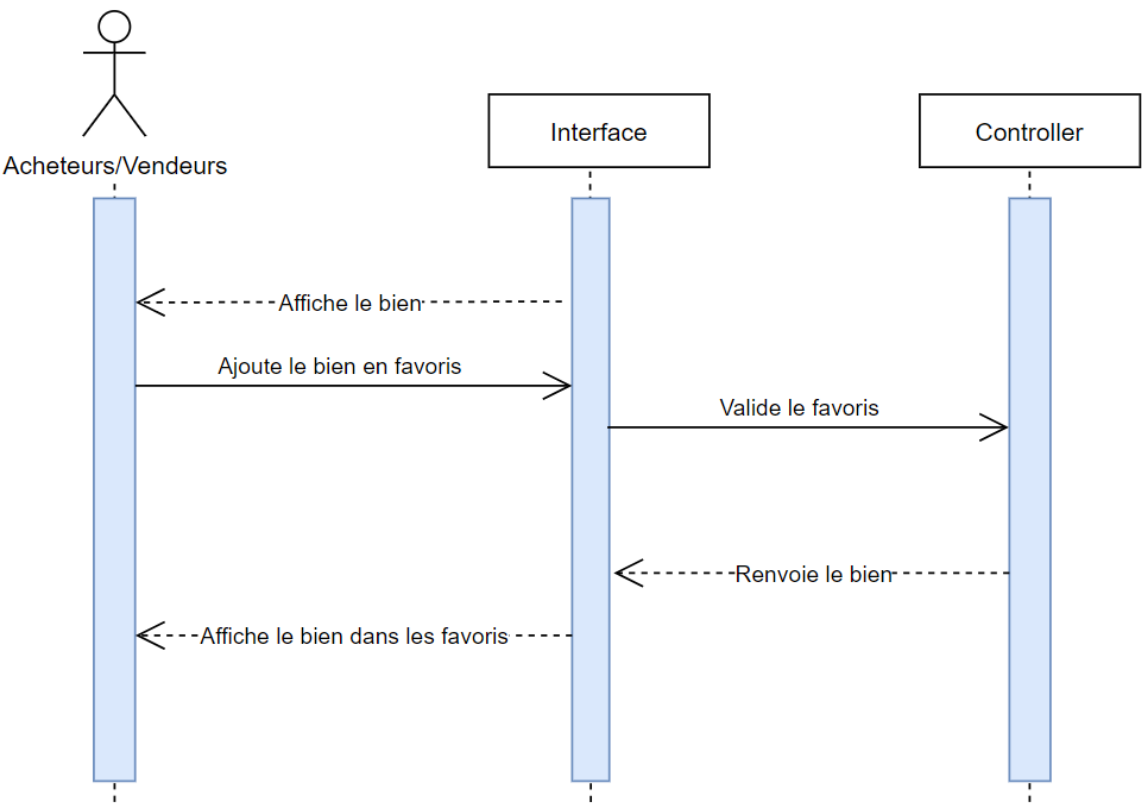 Interface
Controller
Acheteurs/Vendeurs
Affiche le bien
Ajoute le bien en favoris
Valide le favoris
Renvoie le bien
Affiche le bien dans les favoris